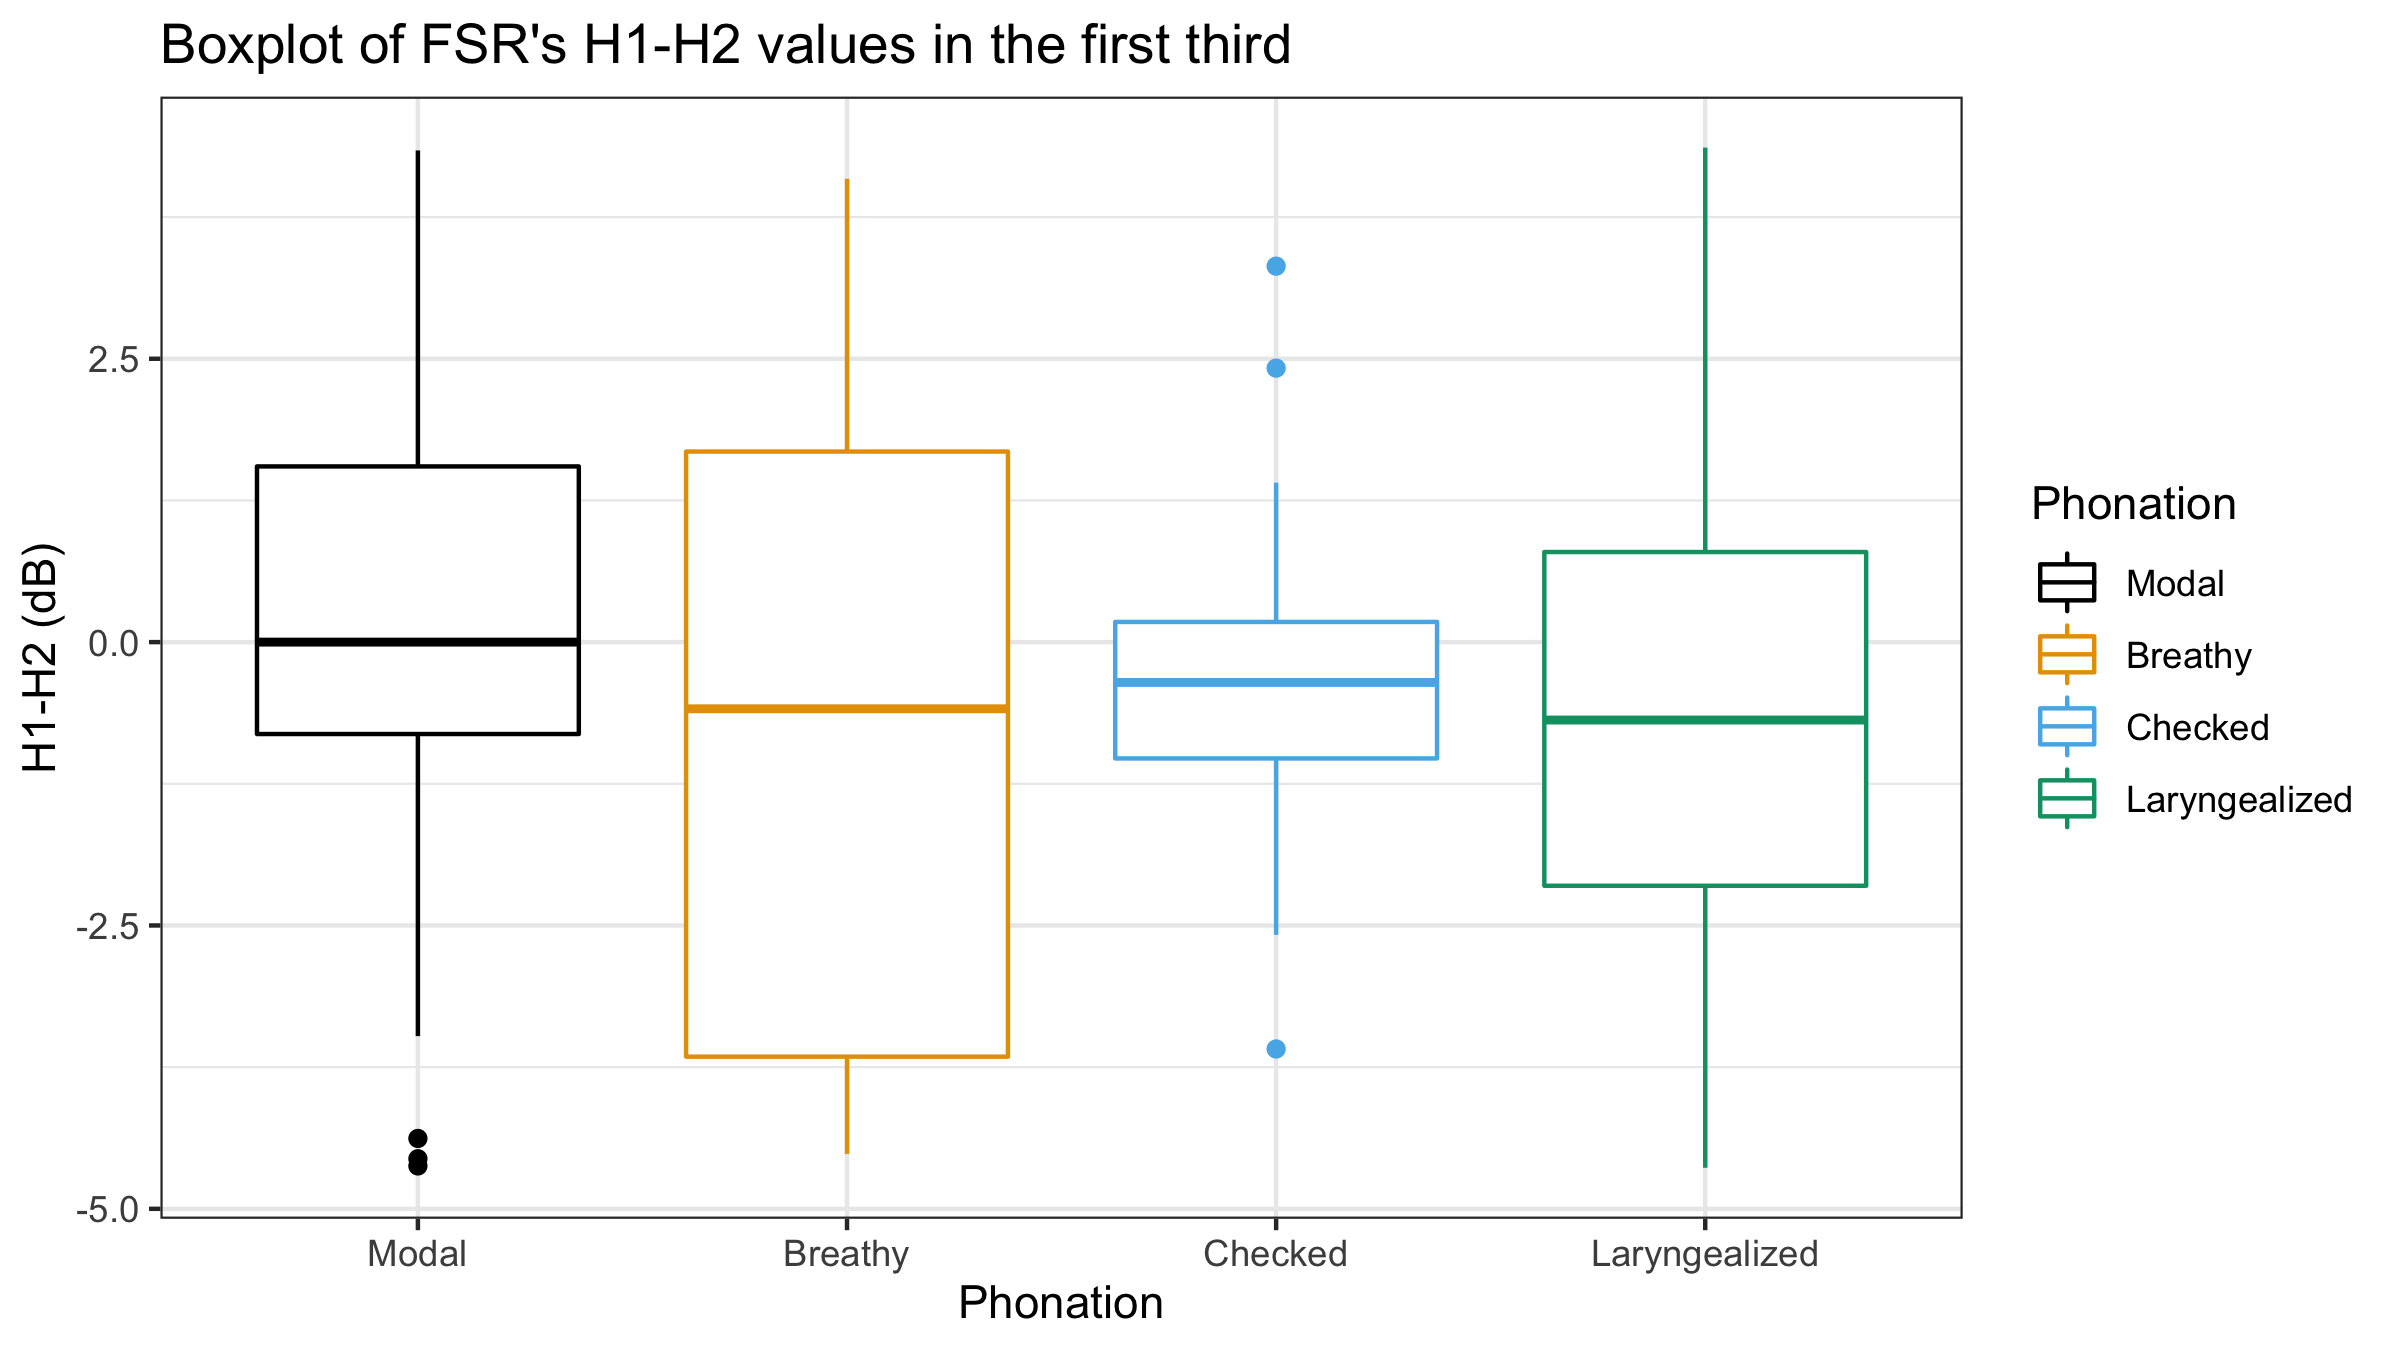 Boxplot of FSR's H1-H2 values in the first third
H1-H2 (dB)
2.5
0.0
-2.5
-5.0
Modal
Breathy
Checked
Laryngealized
Phonation
Phonation
Modal
Breathy
Checked
Laryngealized